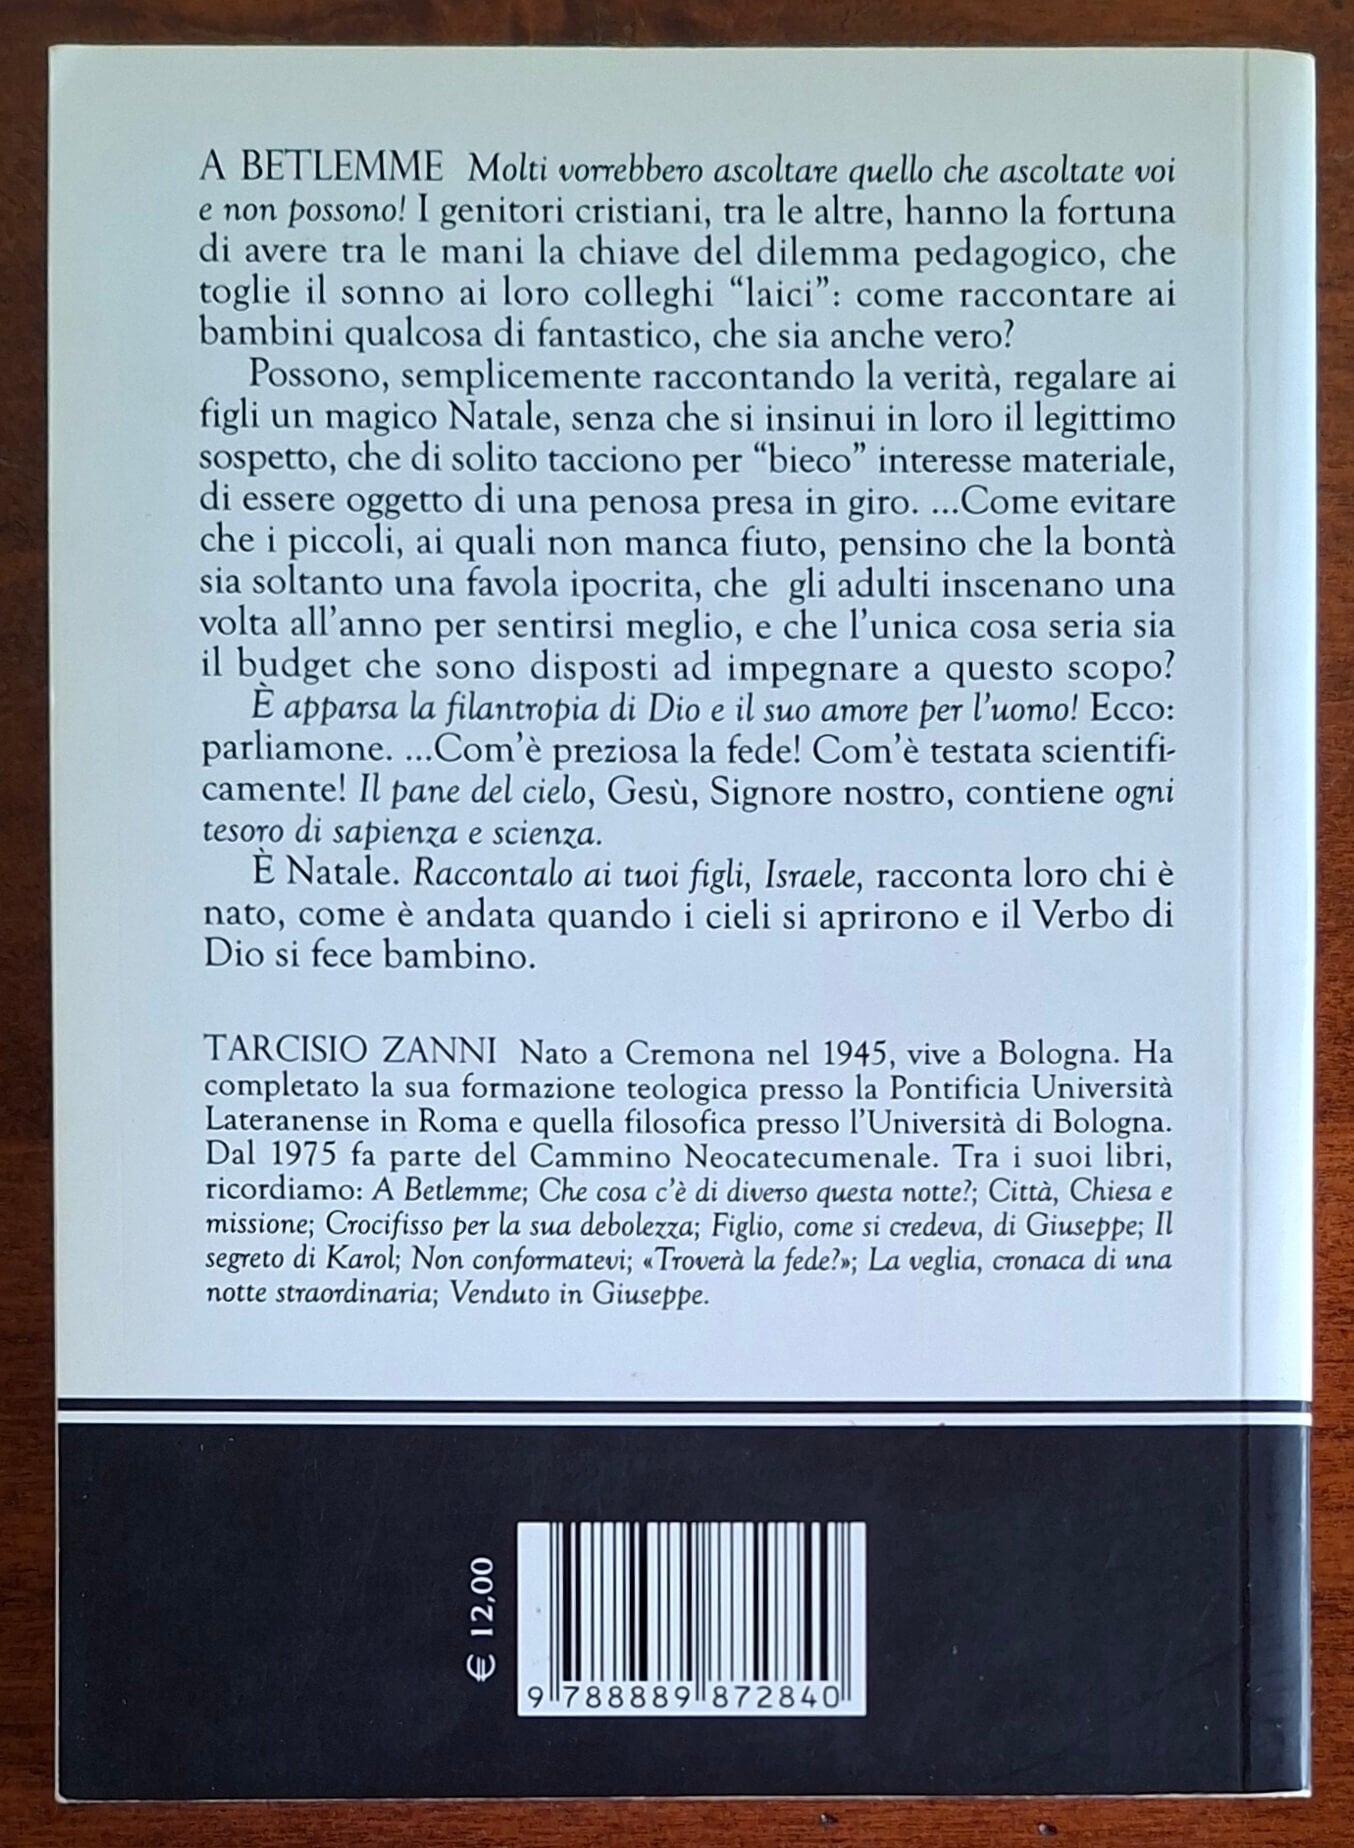 A BETLEMME Molti vorrebbero ascoltare quello che ascoltate voi
e non possono! I genitori cristiani, tra le altre, hanno la fortuna
di avere tra le mani la chiave del dilemma pedagogico, che
toglie il sonno ai loro colleghi “laici”: come raccontare ai
bambini qualcosa di fantastico, che sia anche vero?
Possono, semplicemente raccontando la verità, regalare ai
figli un magico Natale, senza che si insinui in loro il legittimo
sospetto, che di solito tacciono per “bieco” interesse materiale,
di essere oggetto di una penosa presa in giro. ...Come evitare
che i piccoli, ai quali non manca fiuto, pensino che la bontà
sia soltanto una favola ipocrita, che gli adulti inscenano una
volta all’anno per sentirsi meglio, e che l’unica cosa seria sia
il budget che sono disposti ad impegnare a questo scopo?
È apparsa la filantropia di Dio e il suo amore per l’uomo! Ecco:
parliamone. ...Com’è preziosa la fede! Com’è testata scientifi-
camente! Il pane del cielo, Gesù, Signore nostro, contiene ogni
tesoro di sapienza e scienza.
È Natale. Raccontalo ai tuoi figli, Israele, racconta loro chi è
nato, come è andata quando i cieli si aprirono e il Verbo di
Dio si fece bambino.
TARCISIO ZANNI Nato a Cremona nel 1945, vive a Bologna. Ha
completato la sua formazione teologica presso la Pontificia Università
Lateranense in Roma e quella filosofica presso l’Università di Bologna.
Dal 1975 fa parte del Cammino Neocatecumenale. Tra i suoi libri,
ricordiamo: A Betlemme; Che cosa c’è di diverso questa notte?; Città, Chiesa e
missione; Crocifisso per la sua debolezza; Figlio, come si credeva, di Giuseppe; Il
segreto di Karol; Non conformatevi; «Troverà la fede?»; La veglia, cronaca di una
notte straordinaria; Venduto in Giuseppe.
€ 12,00
9 788889 872840